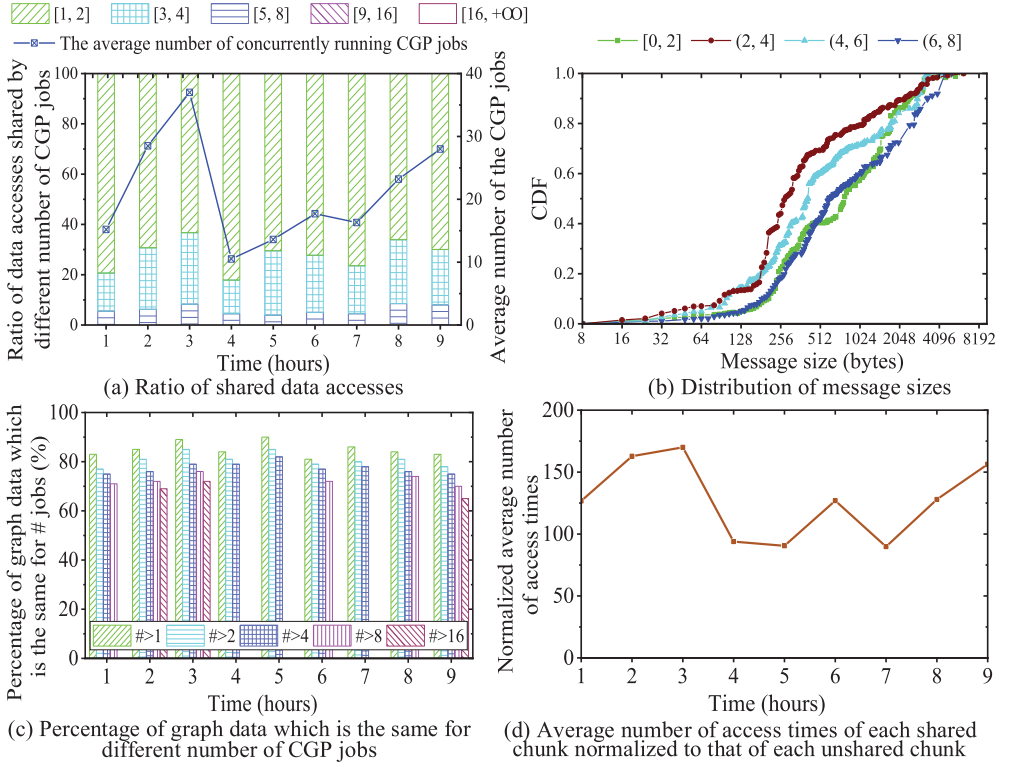 [1, 2] [3, 4] [5, 8] [9, 16] [16, +∞]
The average number of concurrently running CGP jobs
Ratio of data accesses shared by
different number of CGP jobs
100
80
60
40
20
0
40
30
20
10
0
Average number of the CGP jobs
1 2 3 4 5 6 7 8 9
Time (hours)
(a) Ratio of shared data accesses
[0, 2] (2, 4] (4, 6] (6, 8]
CDF
1.0
0.8
0.6
0.4
0.2
0.0
8 16 32 64 128 256 512 1024 2048 4096 8192
Message size (bytes)
(b) Distribution of message sizes
Percentage of graph data which
is the same for # jobs (%)
100
80
60
40
20
0
#>1 #>2 #>4 #>8 #>16
1 2 3 4 5 6 7 8 9
Time (hours)
(c) Percentage of graph data which is the same for
different number of CGP jobs
Normalized average number
of access times
200
150
100
50
0
1 2 3 4 5 6 7 8 9
Time (hours)
(d) Average number of access times of each shared
chunk normalized to that of each unshared chunk